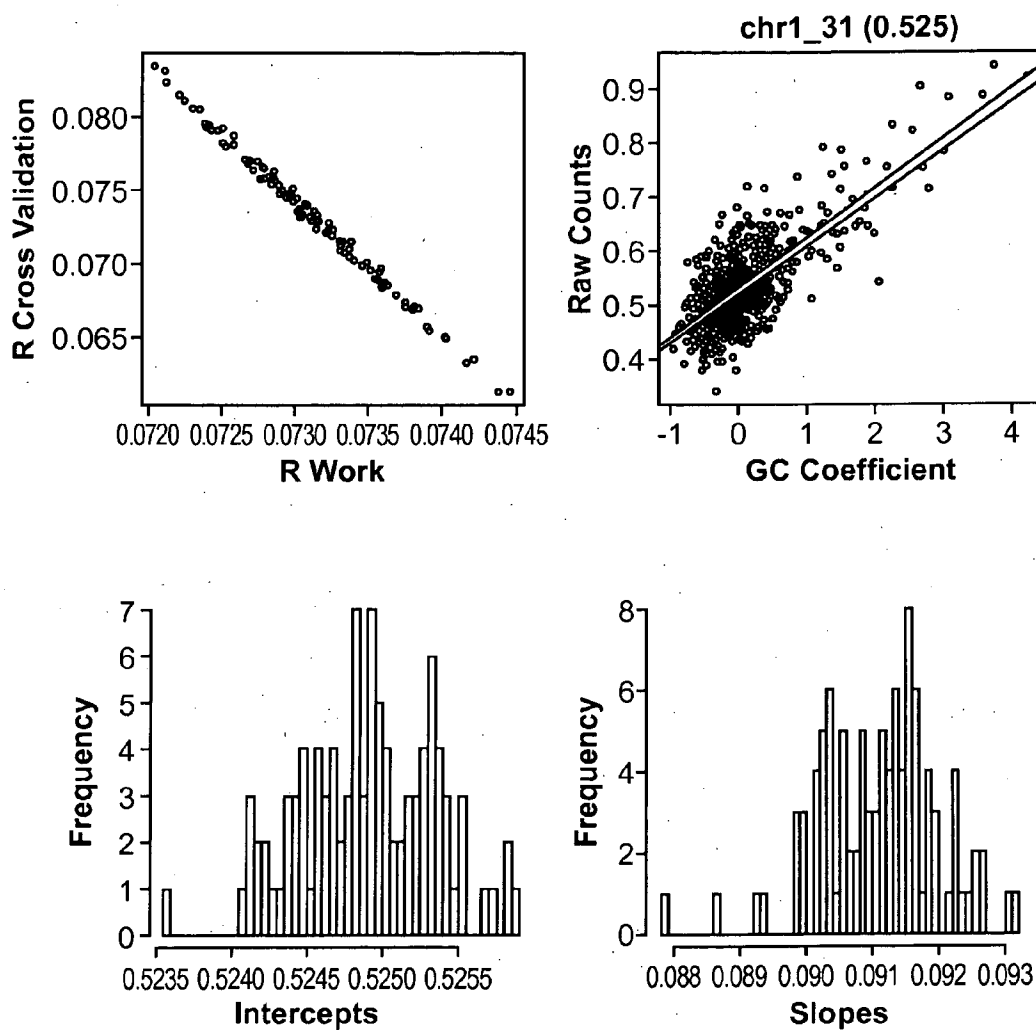 R Cross Validation
0.080
0.075
0.070
0.065
0.0720 0.0725 0.0730 0.0735 0.0740 0.0745
R Work
chr1_31 (0.525)
Raw Counts
0.9
0.8
0.7
0.6
0.5
0.4
-1 0 1 2 3 4
GC Coefficient
Frequency
7
6
5
4
3
2
1
0
0.5235 0.5240 0.5245 0.5250 0.5255
Intercepts
Frequency
8
6
4
2
0
0.088 0.089 0.090 0.091 0.092 0.093
Slopes